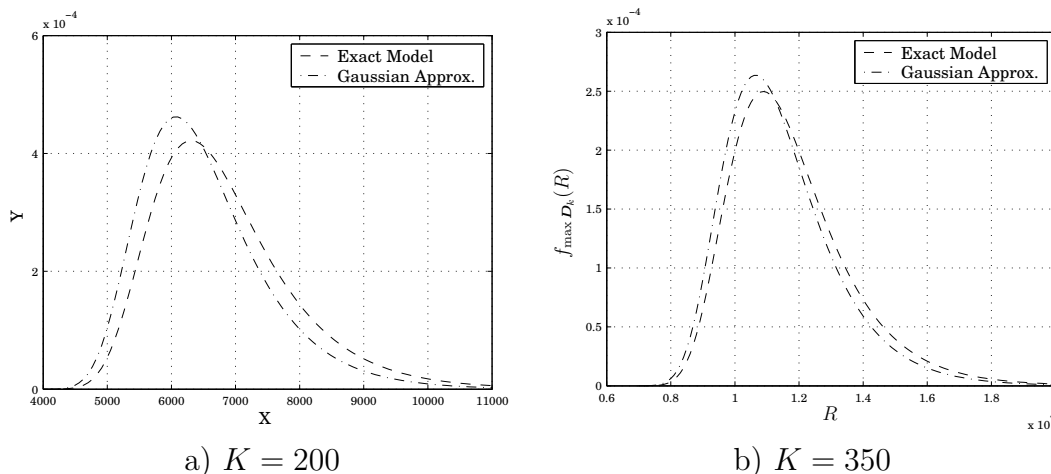 x 10⁻⁴
6
4
2
0
Y
Exact Model
Gaussian Approx.
4000 5000 6000 7000 8000 9000 10000 11000
X
a) K = 200
x 10⁻⁴
3
2.5
2
1.5
1
0.5
0
f_{max D_k}(R)
Exact Model
Gaussian Approx.
0.6 0.8 1 1.2 1.4 1.6 1.8
R
x 10
b) K = 350